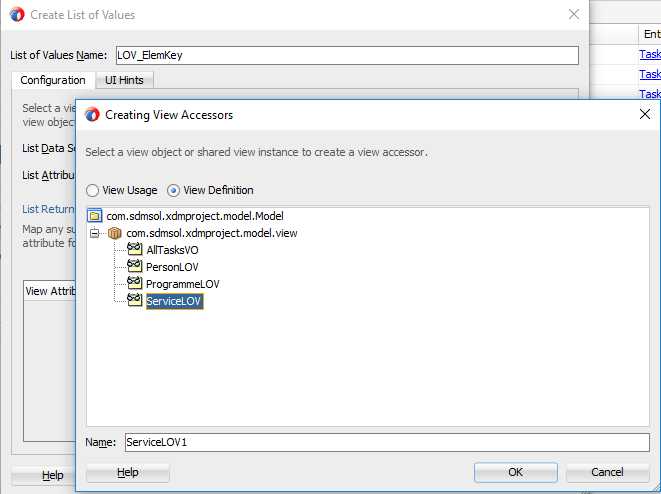 Create List of Values
List of Values Name: LOV_ElemKey
Configuration
UI Hints
Select a vie
view object
List Data So
List Attribu
List Return
Map any su
attribute fo
View Attrib
Help
Ent
Task
Task
Task
Creating View Accessors
Select a view object or shared view instance to create a view accessor.
View Usage
View Definition
com.sdmsol.xdmproject.model.Model
com.sdmsol.xdmproject.model.view
AllTasksVO
PersonLOV
ProgrammeLOV
ServiceLOV
Name: ServiceLOV1
Help
OK
Cancel